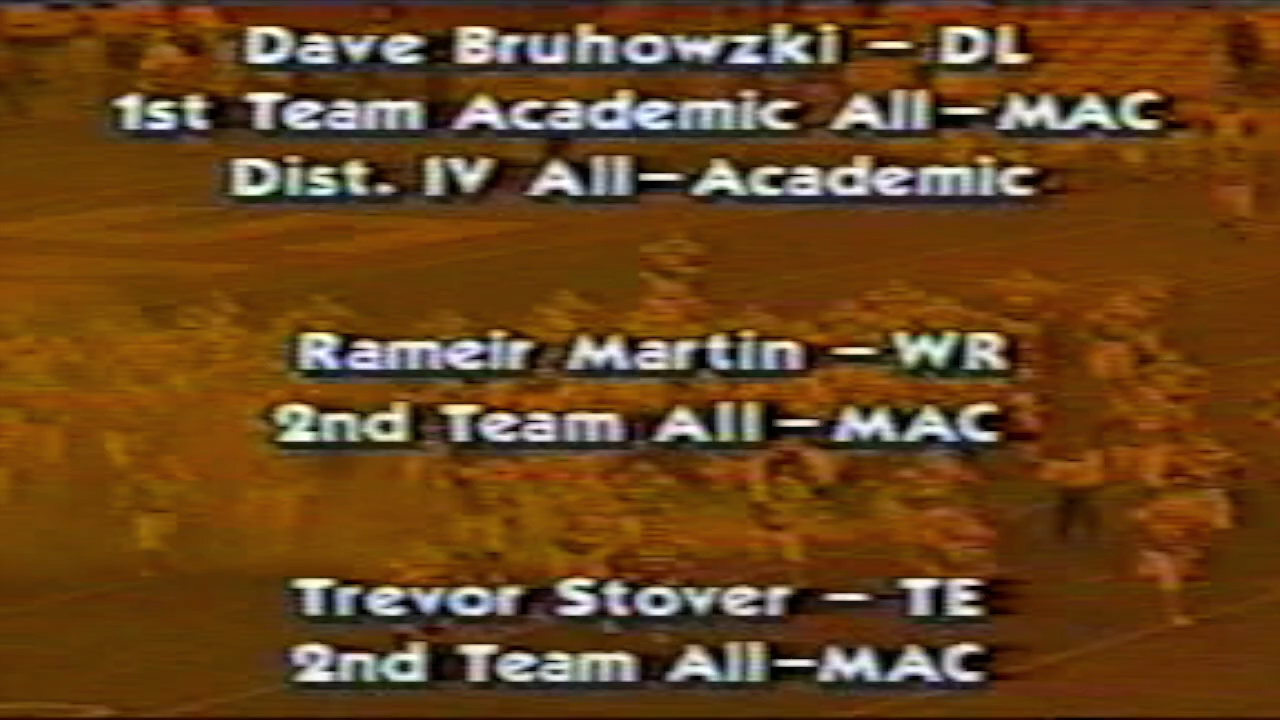 Dave Bruhowzki – DL
1st Team Academic All–MAC
Dist. IV All–Academic
Rameir Martin – WR
2nd Team All–MAC
Trevor Stover – TE
2nd Team All–MAC